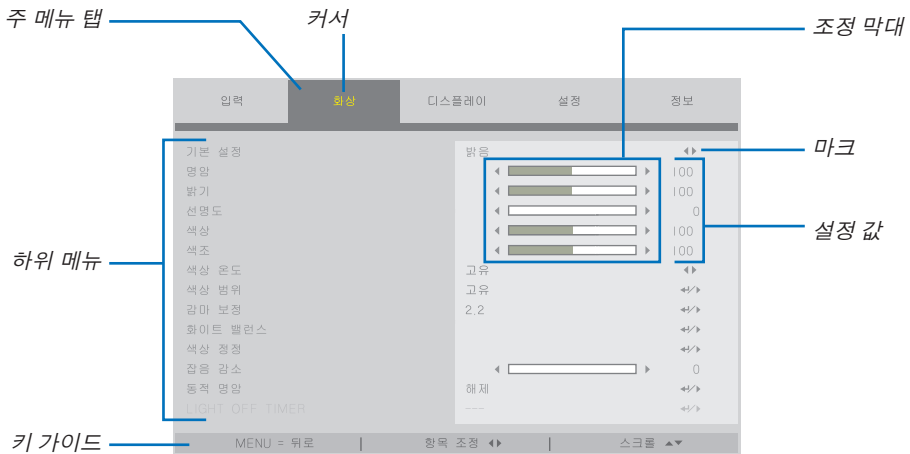 주 메뉴 탭 커서 조정 막대
입력 화상 디스플레이 설정 정보
기본 설정 밝음 마크
명암 100
밝기 100
선명도 0
색상 100
설정 값
색조 100
하위 메뉴
색상 온도 고유
색상 범위 고유
감마 보정 2.2
화이트 밸런스
색상 정정
잡음 감소 0
동적 명암 해제
LIGHT OFF TIMER ---
키 가이드
MENU = 뒤로 | 항목 조정 ◀▶ | 스크롤 ▲▼